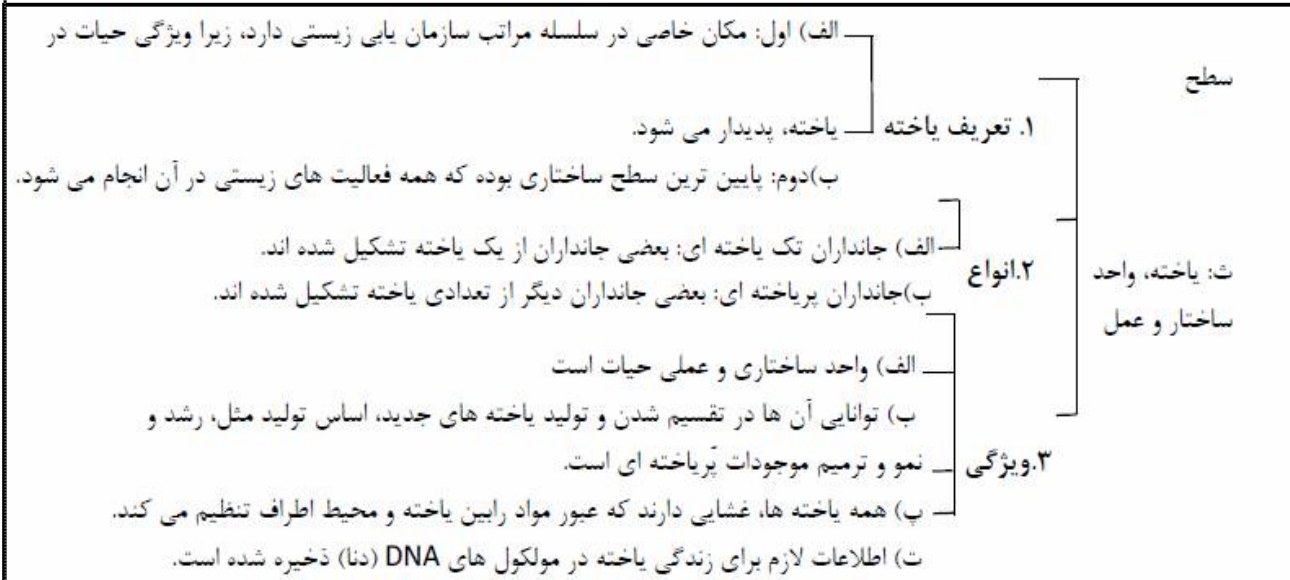 الف) اول: مکان خاصی در سلسله مراتب سازمان یابی زیستی دارد، زیرا ویژگی حیات در
سطح
۱. تعریف یاخته
یاخته، پدیدار می شود.
ب)دوم: پایین ترین سطح ساختاری بوده که همه فعالیت های زیستی در آن انجام می شود.
الف) جانداران تک یاخته ای: بعضی جانداران از یک یاخته تشکیل شده اند.
ث: یاخته، واحد
۲.انواع
ب)جانداران پریاخته ای: بعضی جانداران دیگر از تعدادی یاخته تشکیل شده اند.
ساختار و عمل
الف) واحد ساختاری و عملی حیات است
ب) توانایی آن ها در تقسیم شدن و تولید یاخته های جدید، اساس تولید مثل، رشد و
۳.ویژگی
نمو و ترمیم موجودات پَریاخته ای است.
پ) همه یاخته ها، غشایی دارند که عبور مواد رابین یاخته و محیط اطراف تنظیم می کند.
ت) اطلاعات لازم برای زندگی یاخته در مولکول های DNA (دنا) ذخیره شده است.